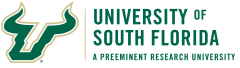 UNIVERSITY OF
SOUTH FLORIDA
A PREEMINENT RESEARCH UNIVERSITY